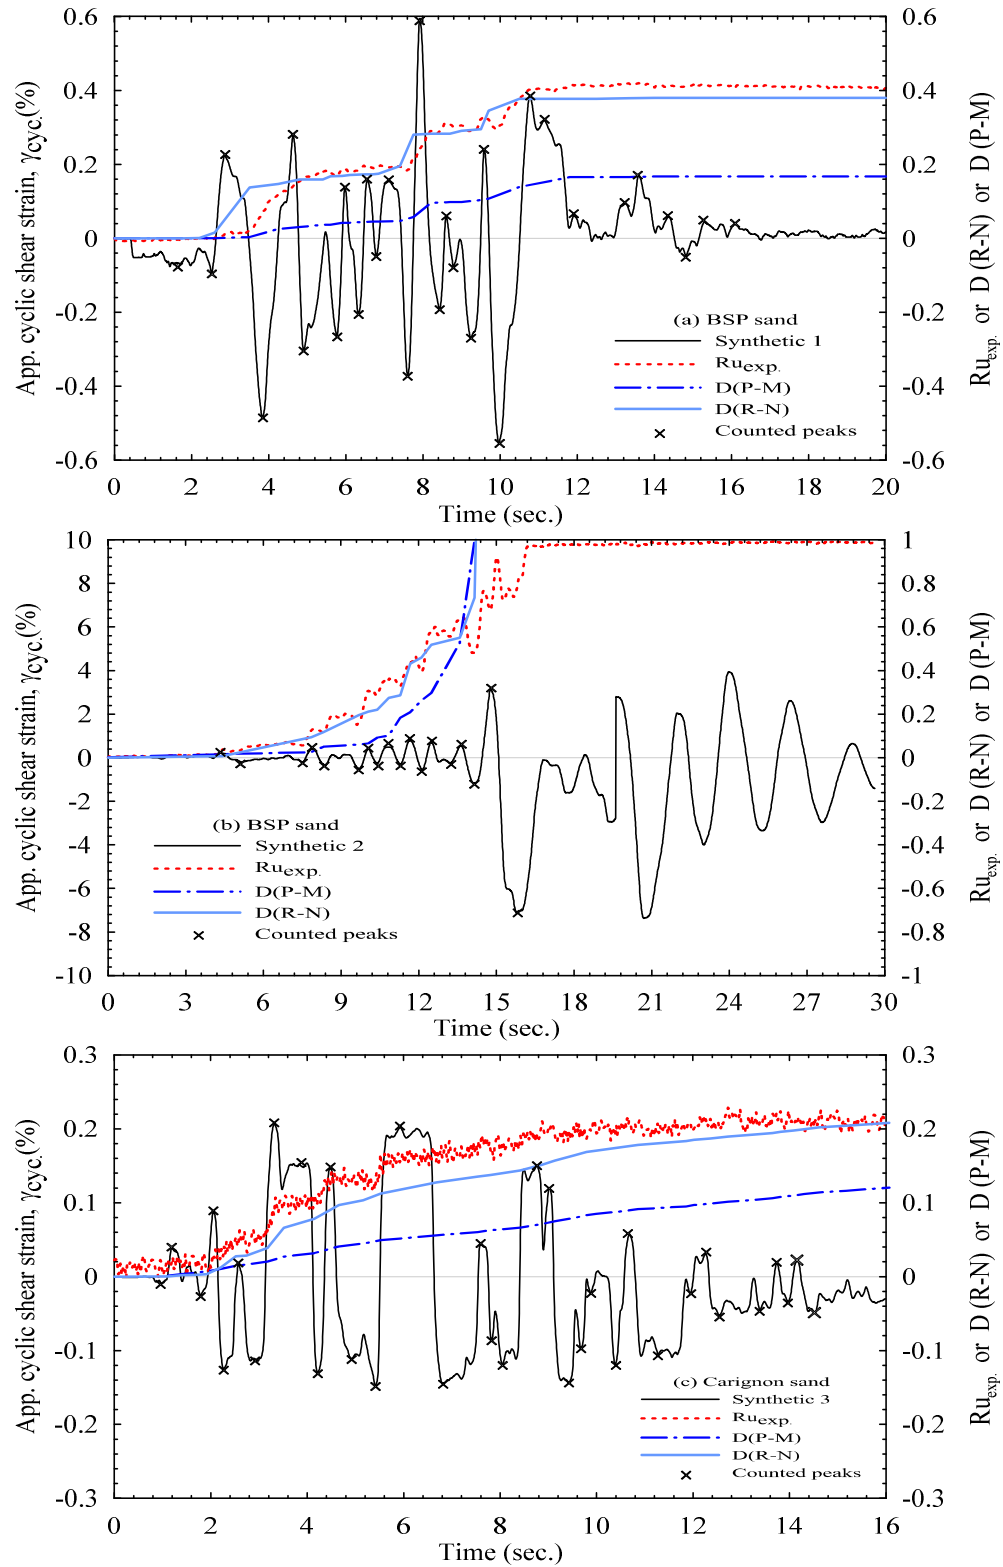 App. cyclic shear strain, γcyc.(%)
0.6
0.4
0.2
0
-0.2
-0.4
-0.6
0 2 4 6 8 10 12 14 16 18 20
Time (sec.)
0.6
0.4
0.2
0
-0.2
-0.4
-0.6
Ruexp. or D (R-N) or D (P-M)
(a) BSP sand
Synthetic 1
Ruexp.
D(P-M)
D(R-N)
Counted peaks
App. cyclic shear strain, γcyc.(%)
10
8
6
4
2
0
-2
-4
-6
-8
-10
0 3 6 9 12 15 18 21 24 27 30
Time (sec.)
1
0.8
0.6
0.4
0.2
0
-0.2
-0.4
-0.6
-0.8
-1
Ruexp. or D (R-N) or D (P-M)
(b) BSP sand
Synthetic 2
Ruexp.
D(P-M)
D(R-N)
Counted peaks
App. cyclic shear strain, γcyc.(%)
0.3
0.2
0.1
0
-0.1
-0.2
-0.3
0 2 4 6 8 10 12 14 16
Time (sec.)
0.3
0.2
0.1
0
-0.1
-0.2
-0.3
Ruexp. or D (R-N) or D (P-M)
(c) Carignon sand
Synthetic 3
Ruexp.
D(P-M)
D(R-N)
Counted peaks